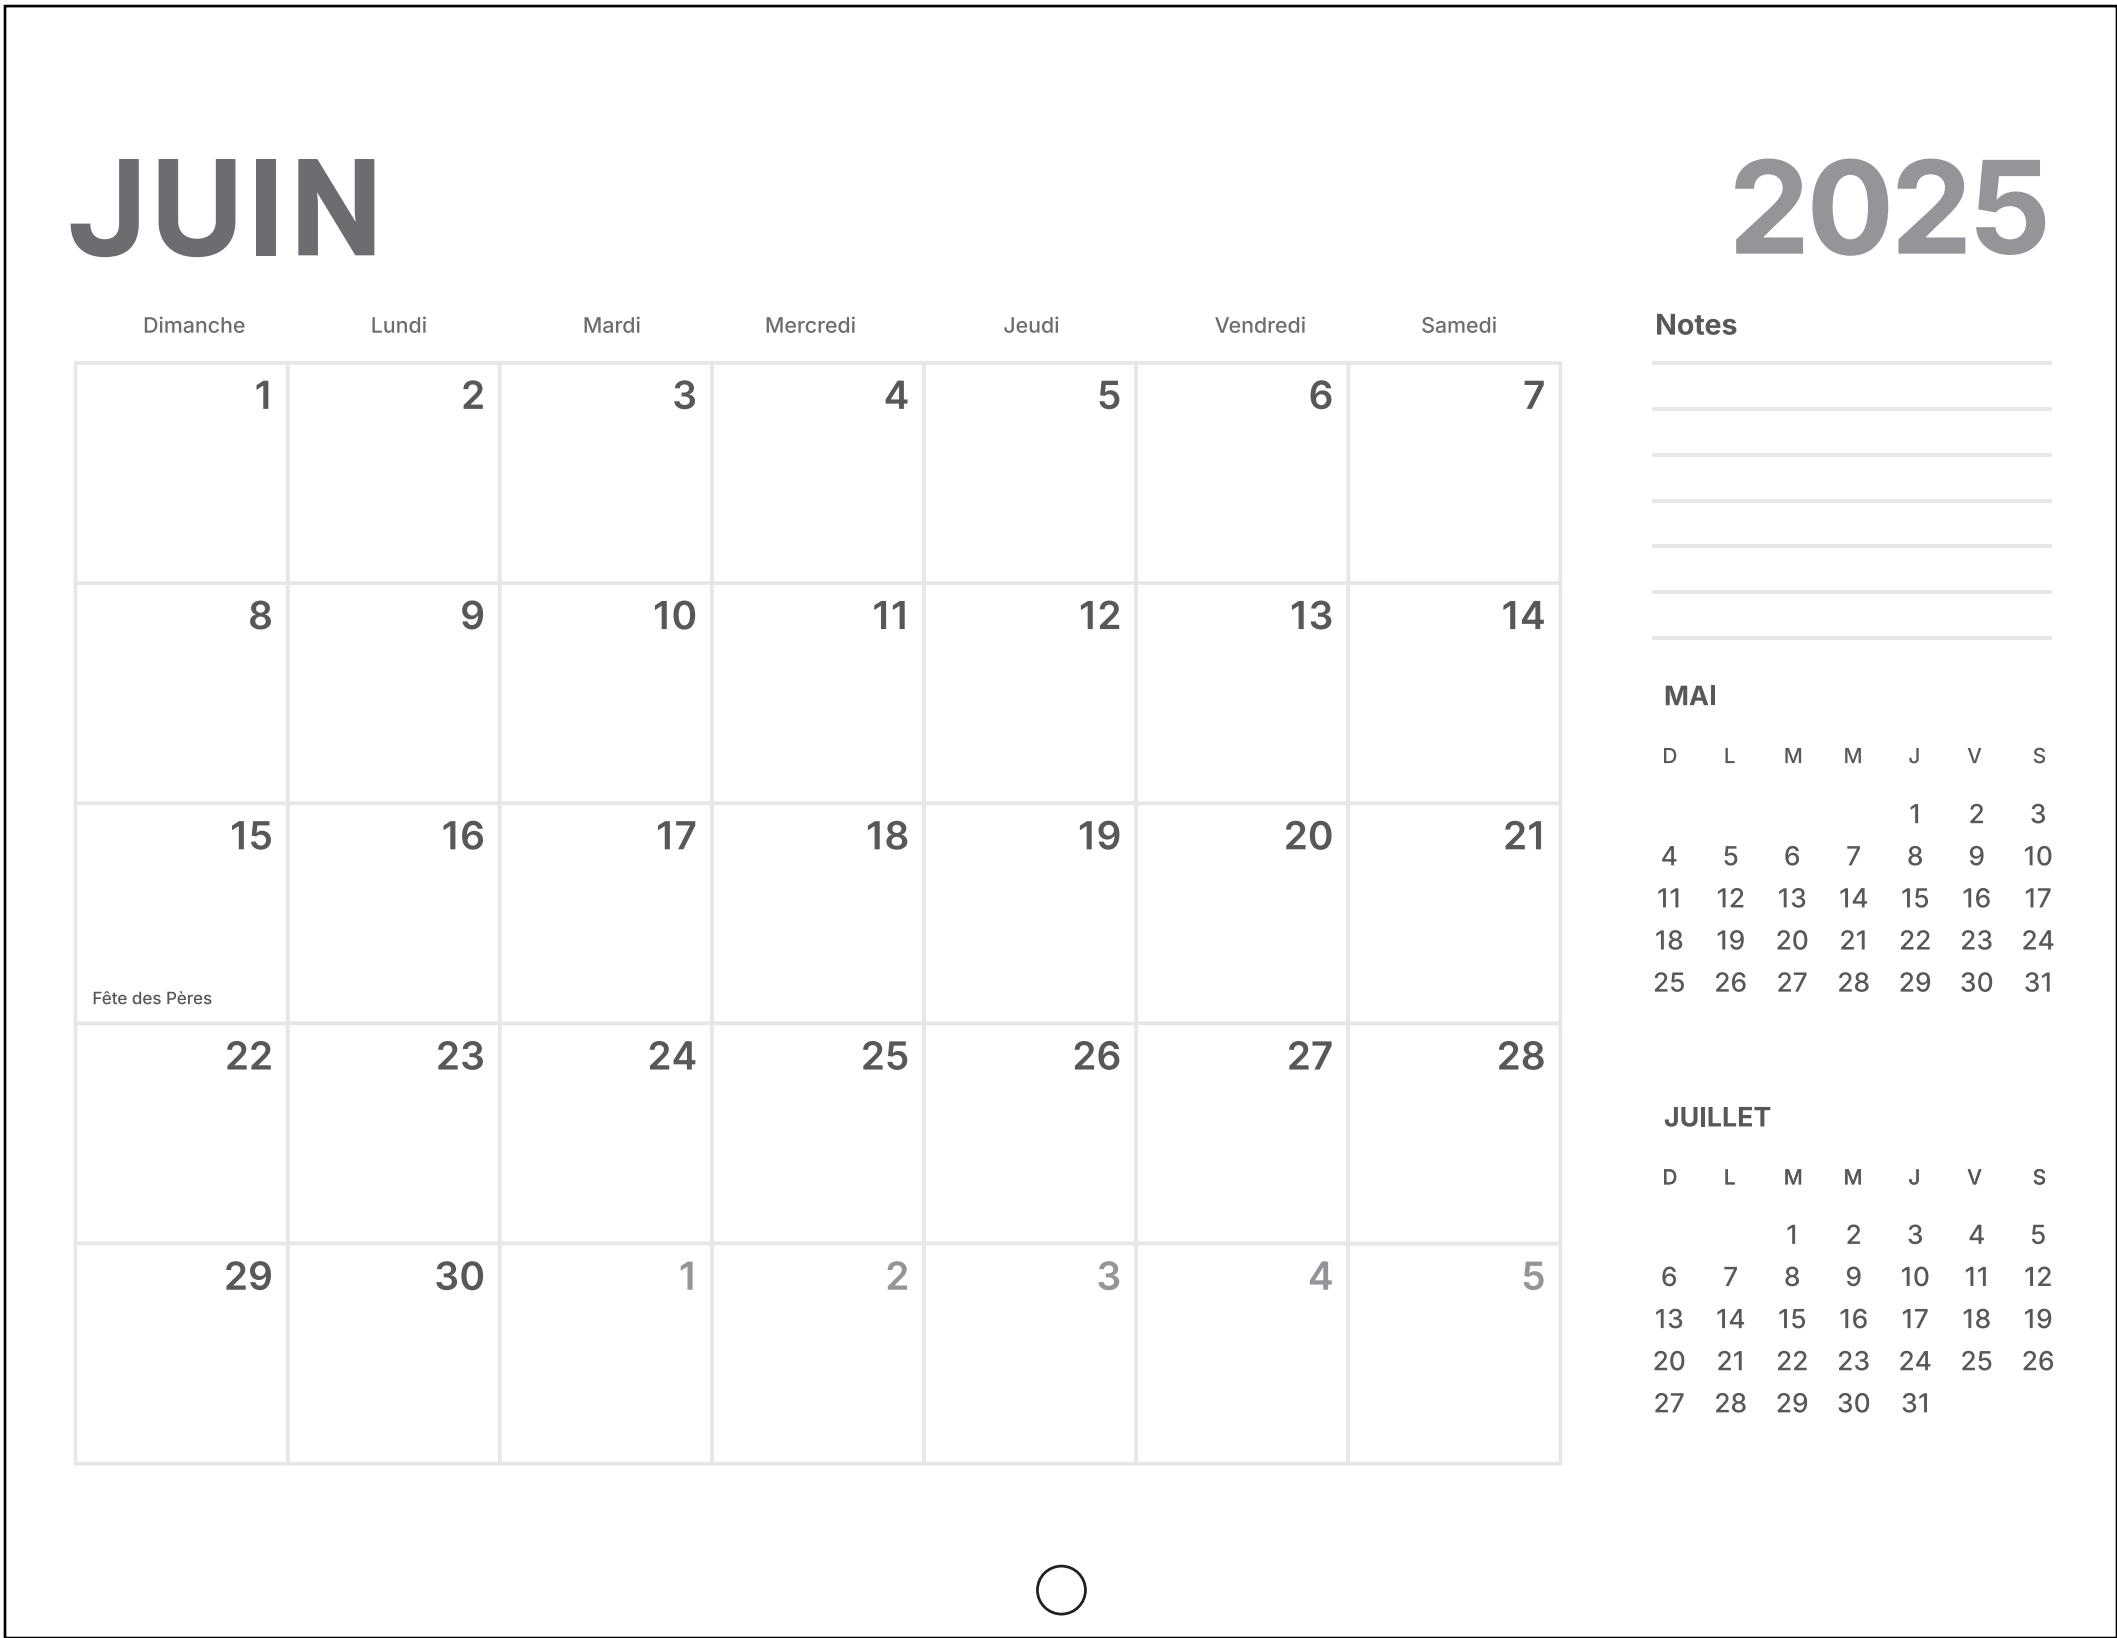 JUIN 2025
Dimanche Lundi Mardi Mercredi Jeudi Vendredi Samedi
1 2 3 4 5 6 7
8 9 10 11 12 13 14
15 16 17 18 19 20 21
Fête des Pères
22 23 24 25 26 27 28
29 30 1 2 3 4 5
Notes
MAI
D L M M J V S
1 2 3
4 5 6 7 8 9 10
11 12 13 14 15 16 17
18 19 20 21 22 23 24
25 26 27 28 29 30 31
JUILLET
D L M M J V S
1 2 3 4 5
6 7 8 9 10 11 12
13 14 15 16 17 18 19
20 21 22 23 24 25 26
27 28 29 30 31